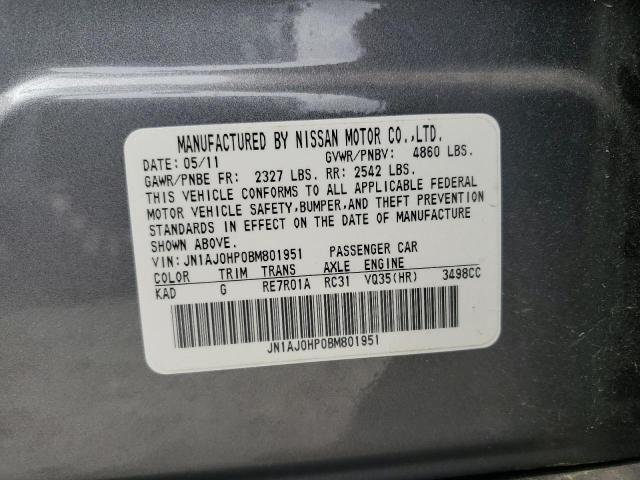 MANUFACTURED BY NISSAN MOTOR CO.,LTD.
DATE: 05/11 GVWR/PNBV: 4860 LBS.
GAWR/PNBE FR: 2327 LBS. RR: 2542 LBS.
THIS VEHICLE CONFORMS TO ALL APPLICABLE FEDERAL
MOTOR VEHICLE SAFETY,BUMPER,AND THEFT PREVENTION
STANDARDS IN EFFECT ON THE DATE OF MANUFACTURE
SHOWN ABOVE.
VIN: JN1AJ0HP0BM801951 PASSENGER CAR
COLOR TRIM TRANS AXLE ENGINE
KAD G RE7R01A RC31 VQ35(HR) 3498CC
JN1AJ0HP0BM801951